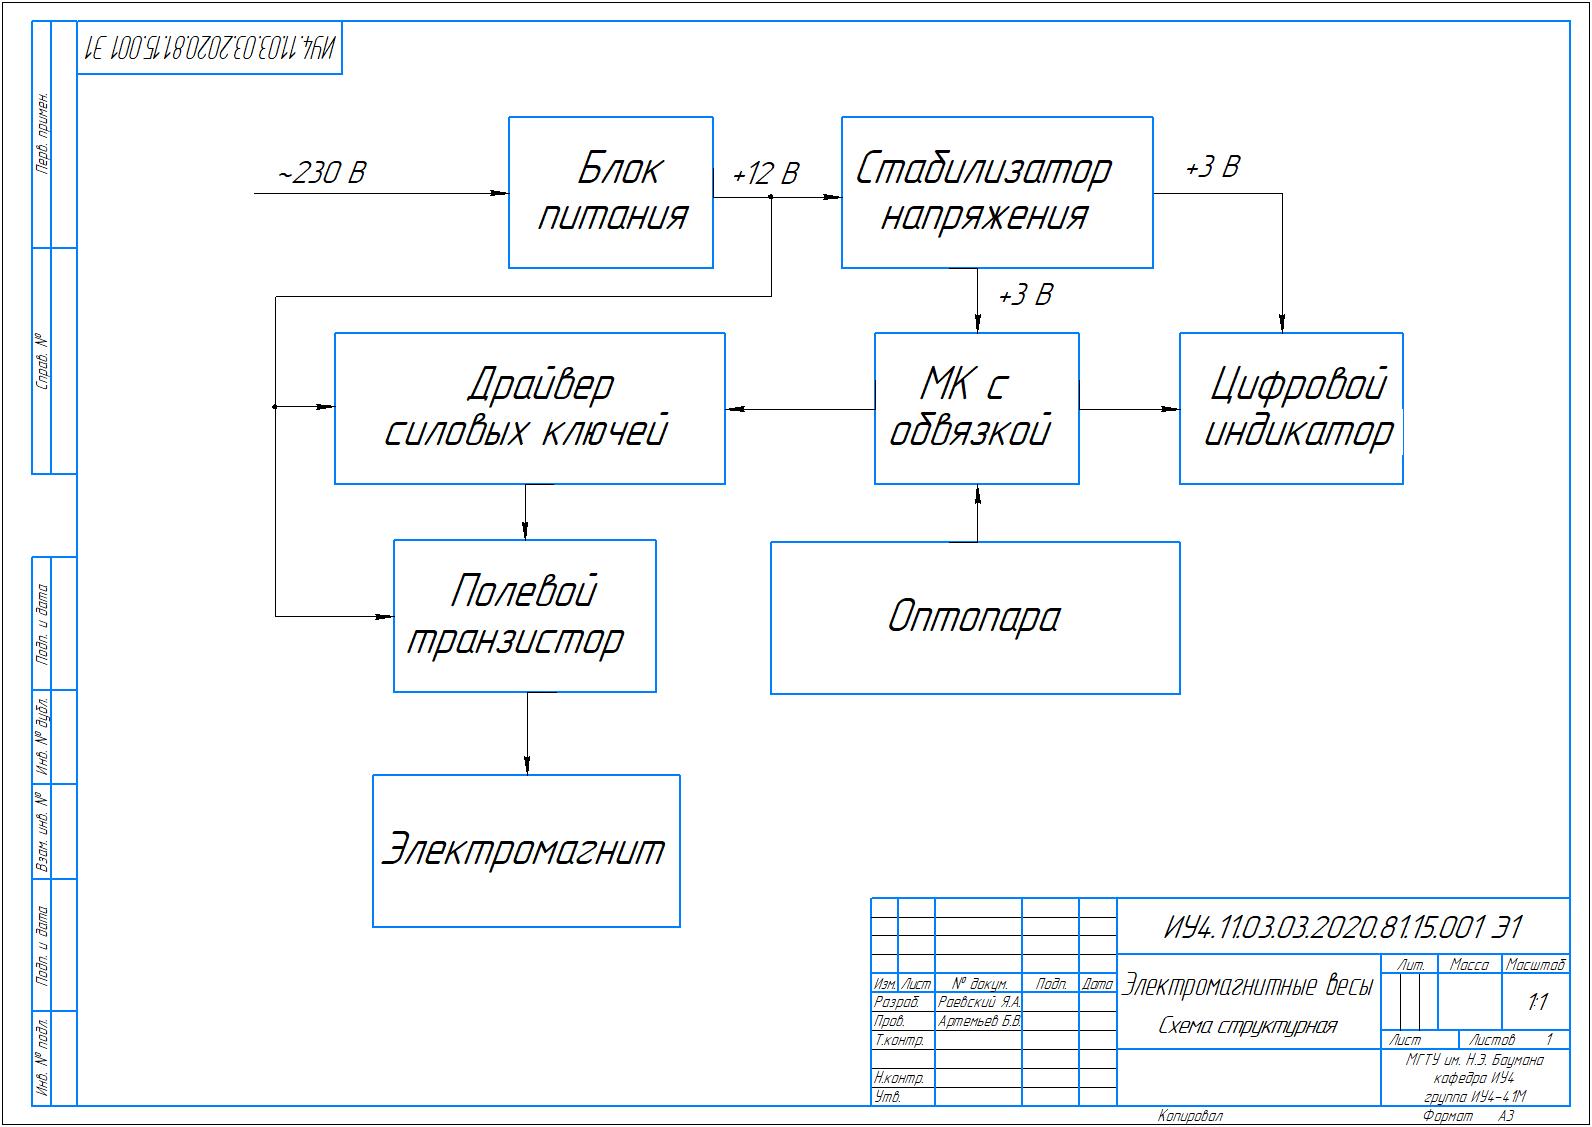 ИУ4.11.03.03.2020.81.15.001 Э1
Перв. примен.
Справ. №
Подп. и дата
Инв. № дубл.
Взам. инв. №
Подп. и дата
Инв. № подл.
~230 В
Блок
питания
+12 В
Стабилизатор
напряжения
+3 В
+3 В
Драйвер
силовых ключей
МК с
обвязкой
Цифровой
индикатор
Полевой
транзистор
Оптопара
Электромагнит
ИУ4.11.03.03.2020.81.15.001 Э1
Изм. Лист № докум. Подп. Дата
Разраб. Раевский Я.А.
Пров. Артемьев Б.В.
Т.контр.
Н.контр.
Утв.
Электромагнитные весы
Схема структурная
Лит. Масса Масштаб
1:1
Лист Листов 1
МГТУ им. Н.Э. Баумана
кафедра ИУ4
группа ИУ4-41М
Копировал Формат А3